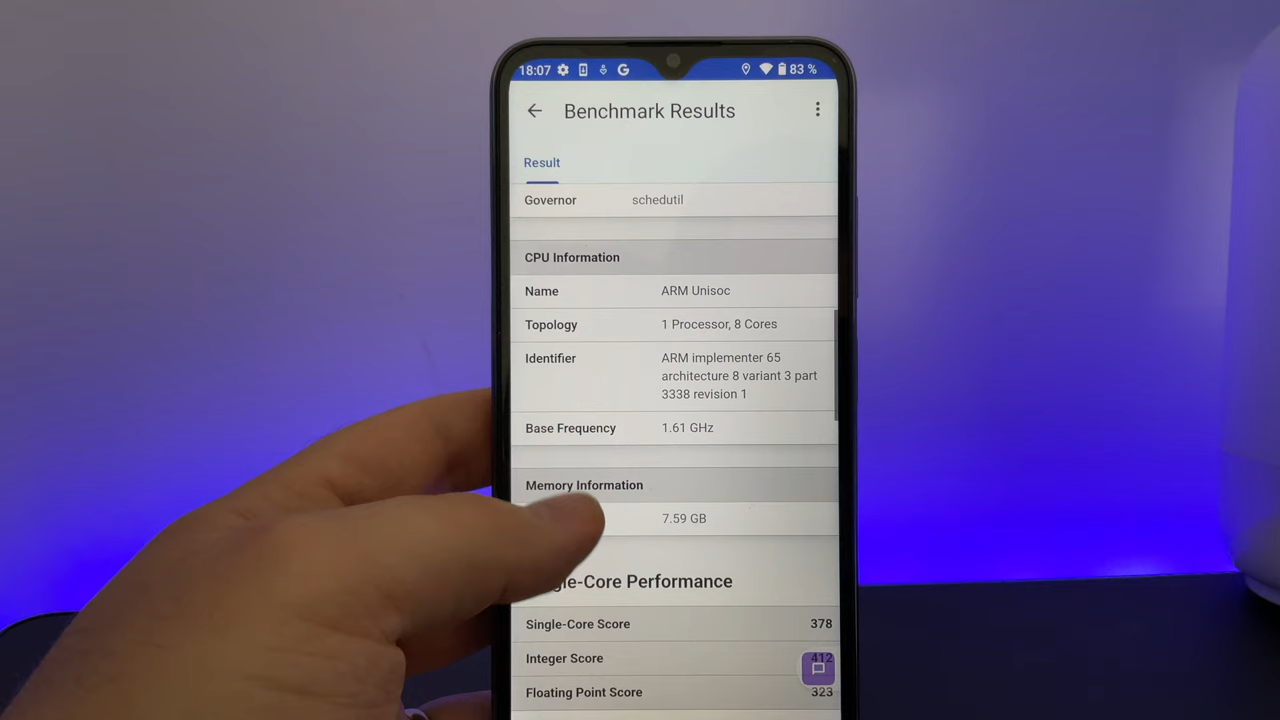 18:07 83 %
Benchmark Results
Result
Governor schedutil
CPU Information
Name ARM Unisoc
Topology 1 Processor, 8 Cores
Identifier ARM implementer 65
architecture 8 variant 3 part
3338 revision 1
Base Frequency 1.61 GHz
Memory Information
7.59 GB
le-Core Performance
Single-Core Score 378
Integer Score 412
Floating Point Score 323